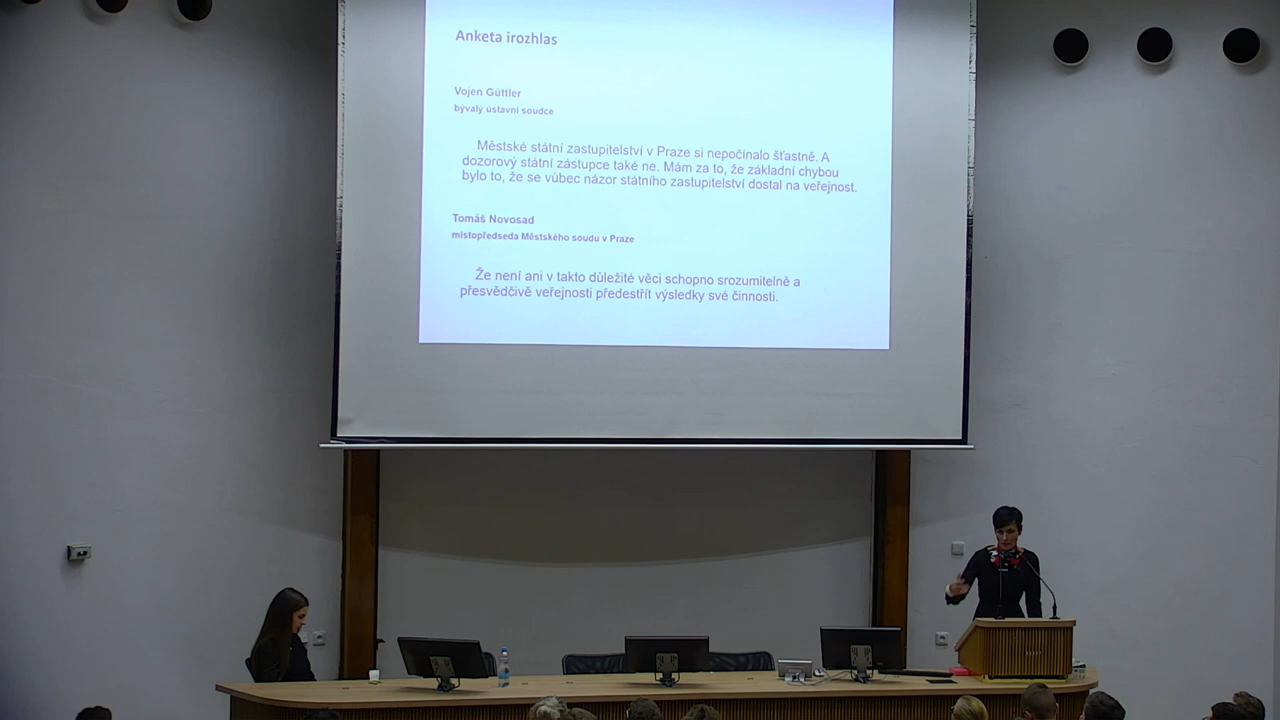 Anketa irozhlas
Vojen Güttler
bývalý ústavní soudce
Městské státní zastupitelství v Praze si nepočínalo šťastně. A
dozorový státní zástupce také ne. Mám za to, že základní chybou
bylo to, že se vůbec názor státního zastupitelství dostal na veřejnost.
Tomáš Novosad
místopředseda Městského soudu v Praze
Že není ani v takto důležité věci schopno srozumitelně a
přesvědčivě veřejnosti předestřít výsledky své činnosti.